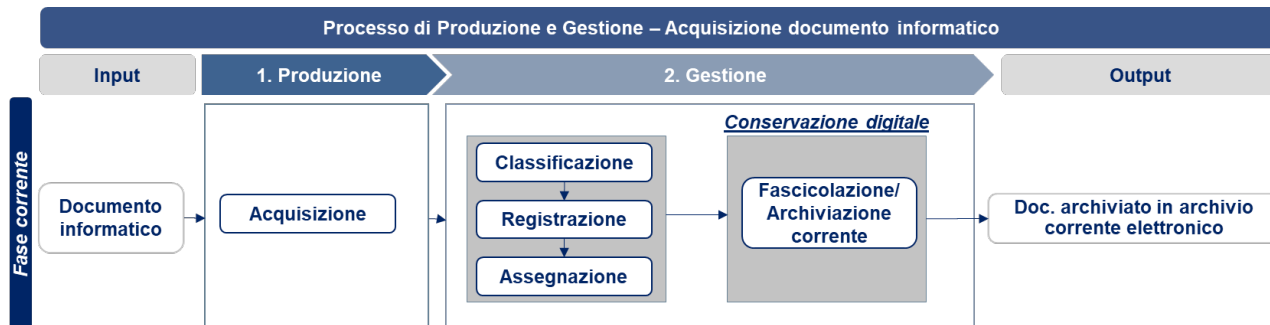 Processo di Produzione e Gestione – Acquisizione documento informatico
Input
1. Produzione
2. Gestione
Output
Fase corrente
Documento
informatico
Acquisizione
Classificazione
Registrazione
Assegnazione
Conservazione digitale
Fascicolazione/
Archiviazione
corrente
Doc. archiviato in archivio
corrente elettronico